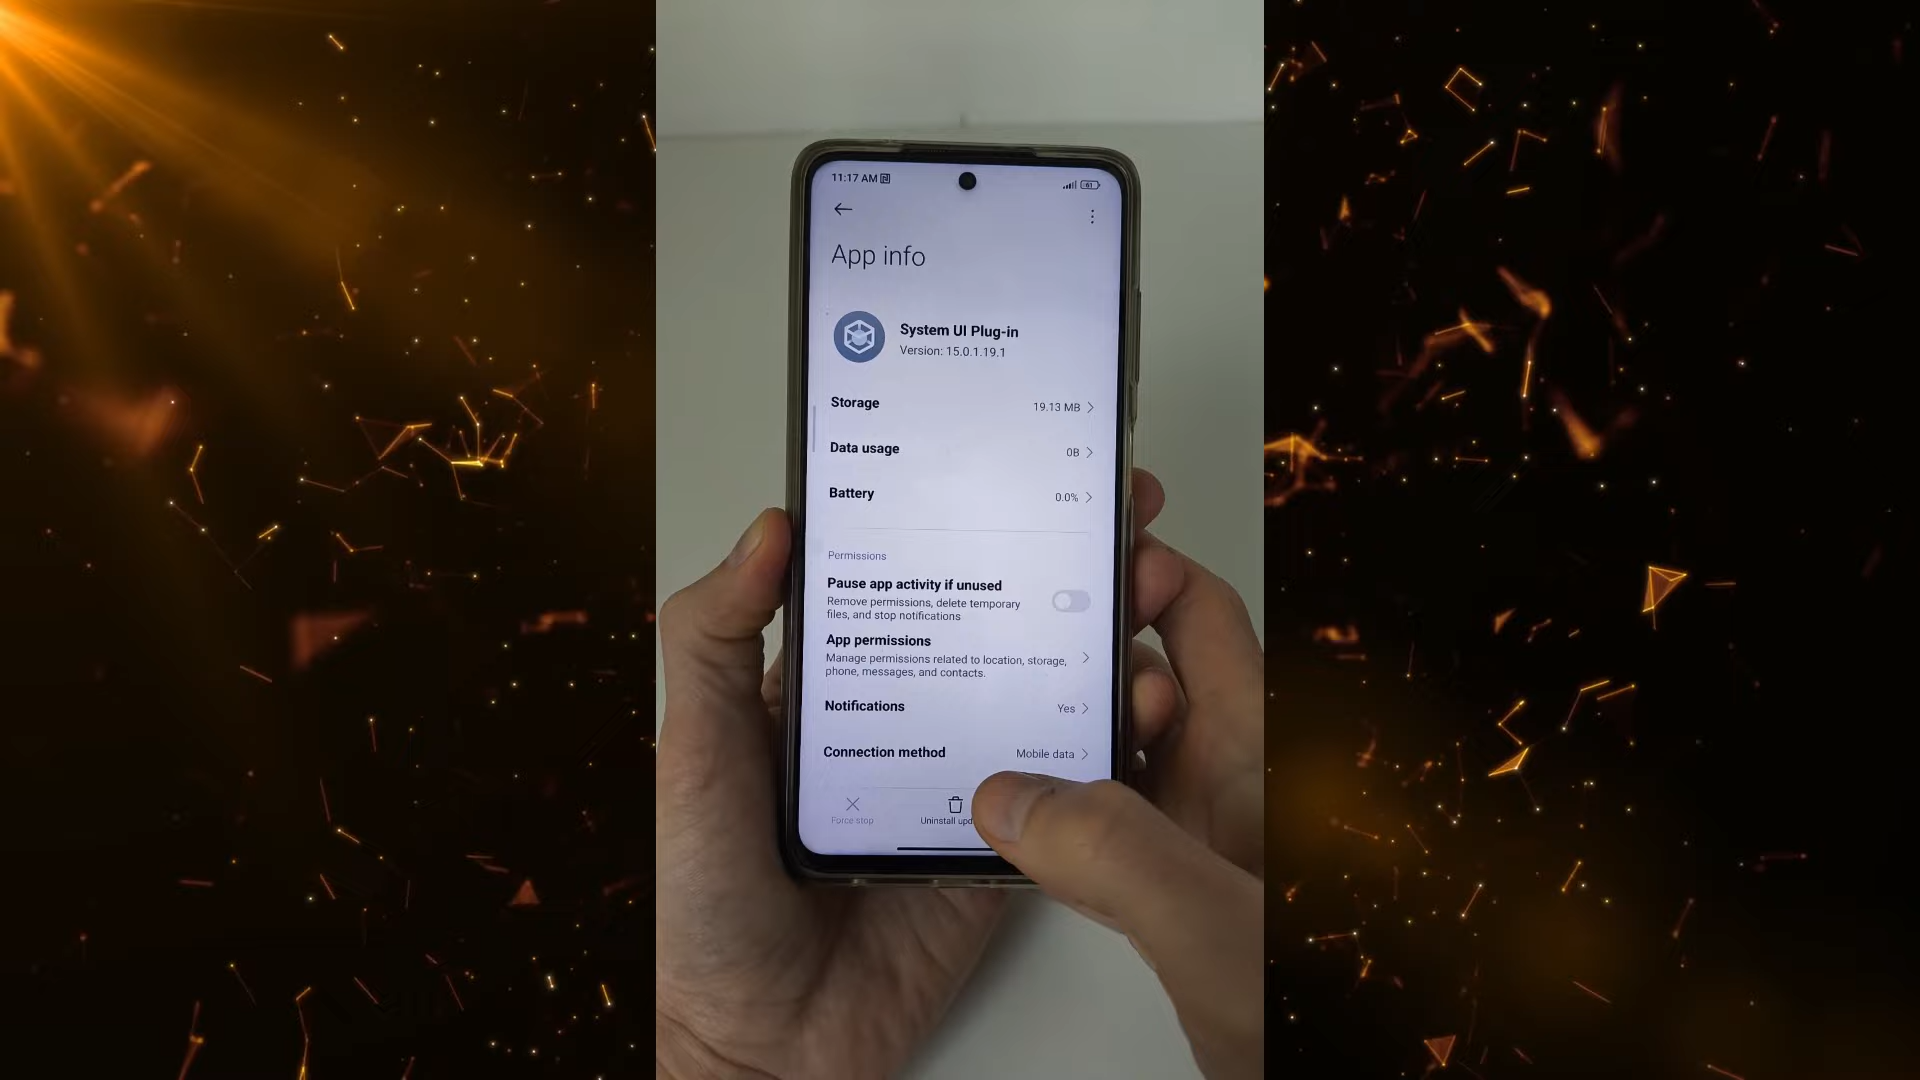 11:17 AM
61
App info
System UI Plug-in
Version: 15.0.1.19.1
Storage
19.13 MB
Data usage
0B
Battery
0.0%
Permissions
Pause app activity if unused
Remove permissions, delete temporary
files, and stop notifications
App permissions
Manage permissions related to location, storage,
phone, messages, and contacts.
Notifications
Yes
Connection method
Mobile data
Force stop
Uninstall upd